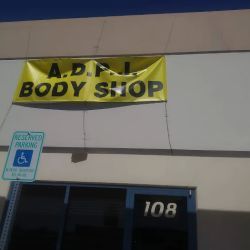 A.D.P.I.
BODY SHOP
RESERVED
PARKING
108